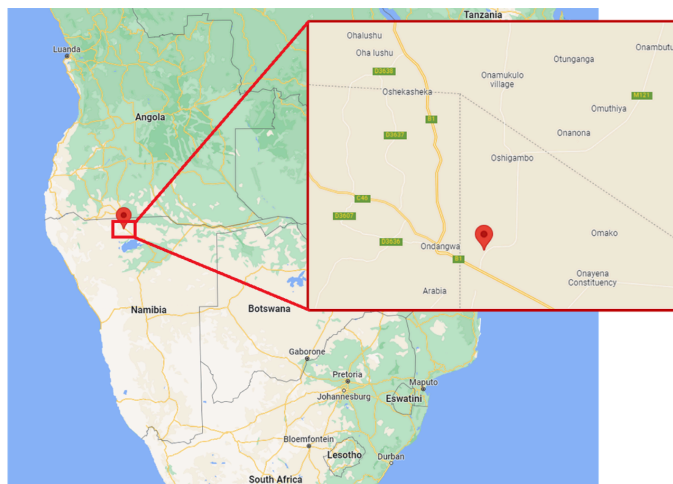 Tanzania
Luanda
Angola
Namibia
Botswana
Gaborone
Pretoria
Johannesburg
Maputo
Eswatini
Bloemfontein
Lesotho
Durban
South Africa
Ohalushu
Oha lushu
D3638
Oshekasheka
Onamukulo
village
Otunganga
Onambutu
M121
Omuthiya
B1
D3637
Onanona
Oshigambo
C46
D3607
D3636
Ondangwa
B1
Omako
Arabia
Onayena
Constituency